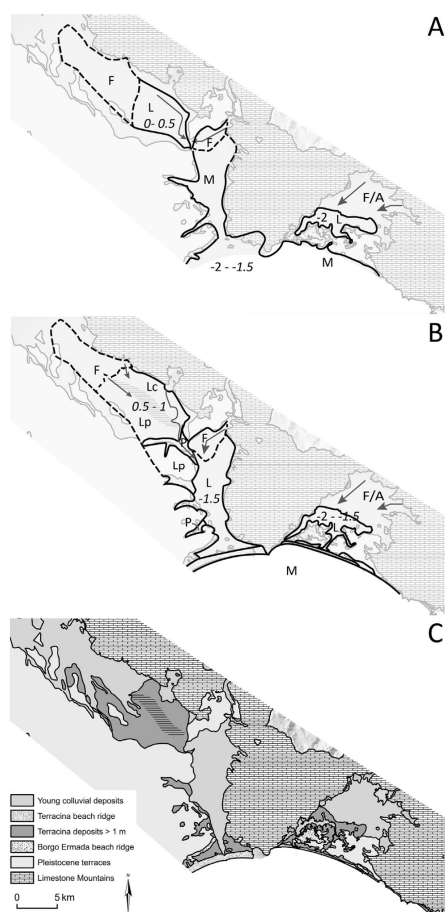 A
F
L
0- 0.5
F
M
F/A
-2 L
-2 - -1.5
M
B
F
Lc
0.5 - 1
Lp
F
P
Lp
L
-1.5
F/A
-2 - -1.5
L
P
M
C
Young colluvial deposits
Terracina beach ridge
Terracina deposits > 1 m
Borgo Ermada beach ridge
Pleistocene terraces
Limestone Mountains
0 5 km
N